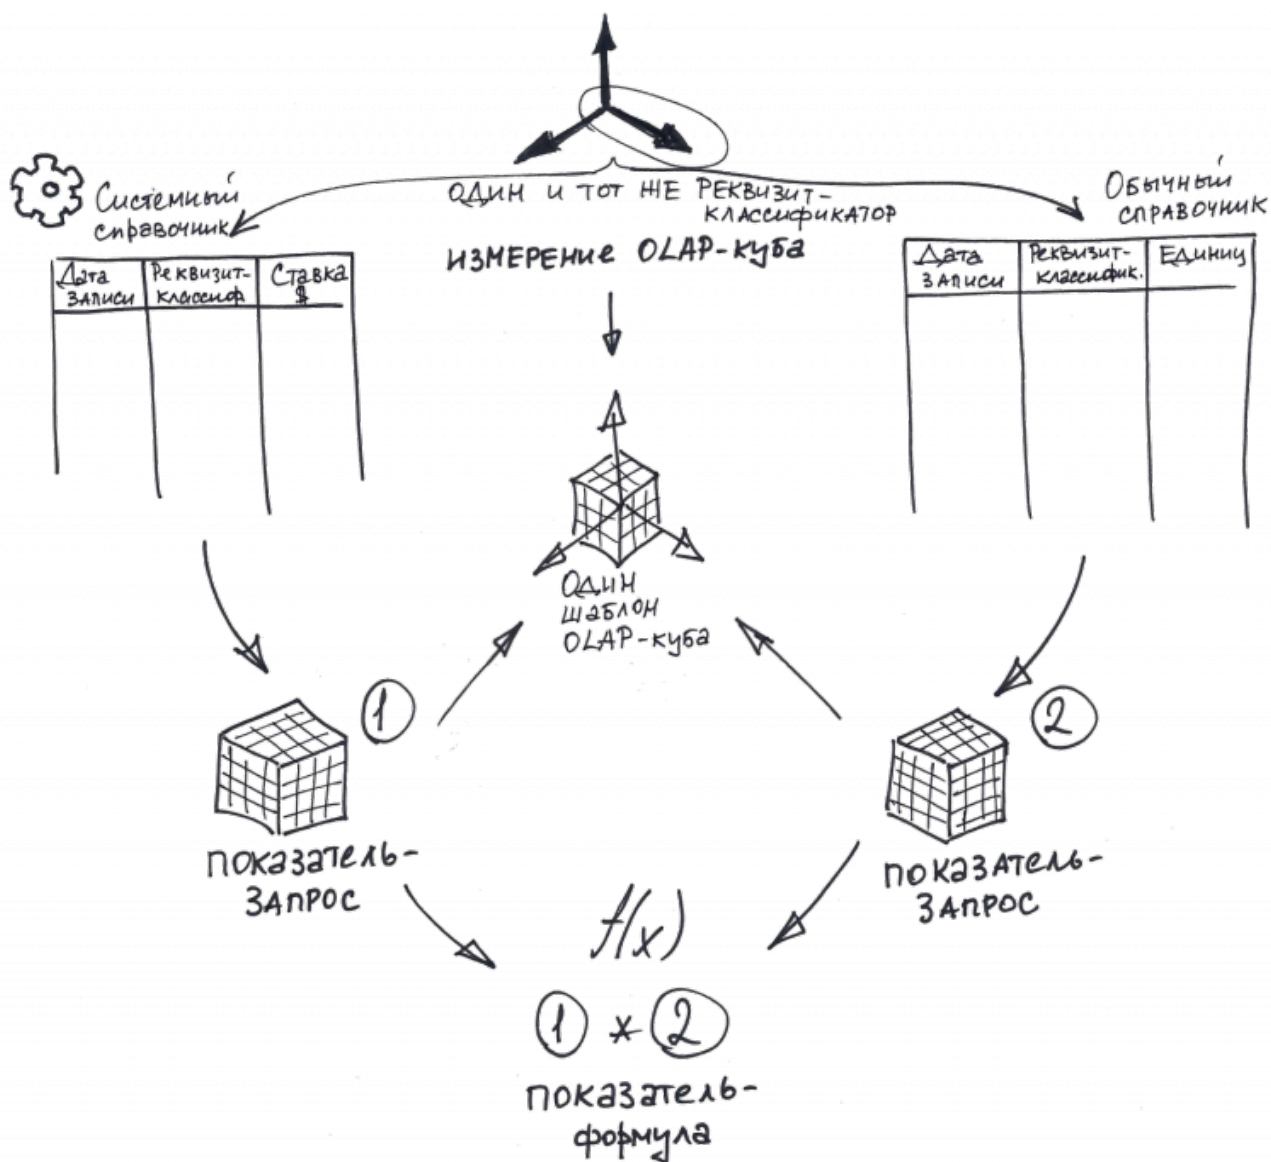 Системный
справочник
один и тот же реквизит-
классификатор
измерение OLAP-куба
Обычный
справочник
Дата
записи
Реквизит-
классиф.
Ставка
$
Дата
записи
Реквизит-
классифик.
Единиц
Один
шаблон
OLAP-куба
1
2
показатель-
запрос
показатель-
запрос
f(x)
1 * 2
показатель-
формула